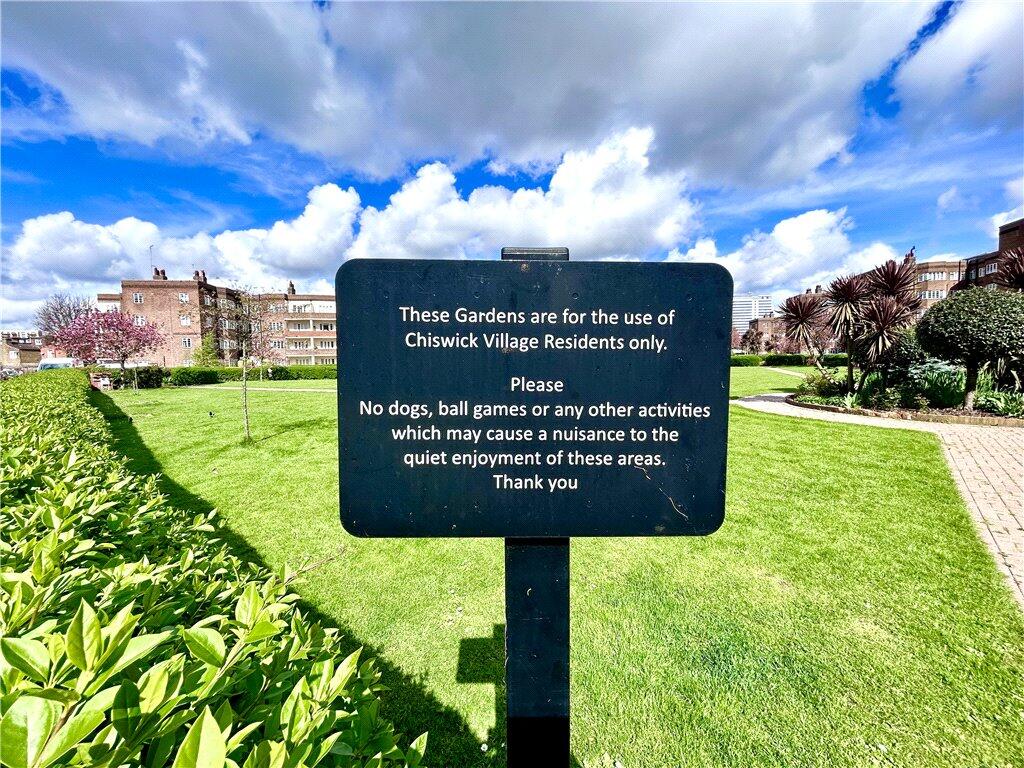 These Gardens are for the use of
Chiswick Village Residents only.
Please
No dogs, ball games or any other activities
which may cause a nuisance to the
quiet enjoyment of these areas.
Thank you